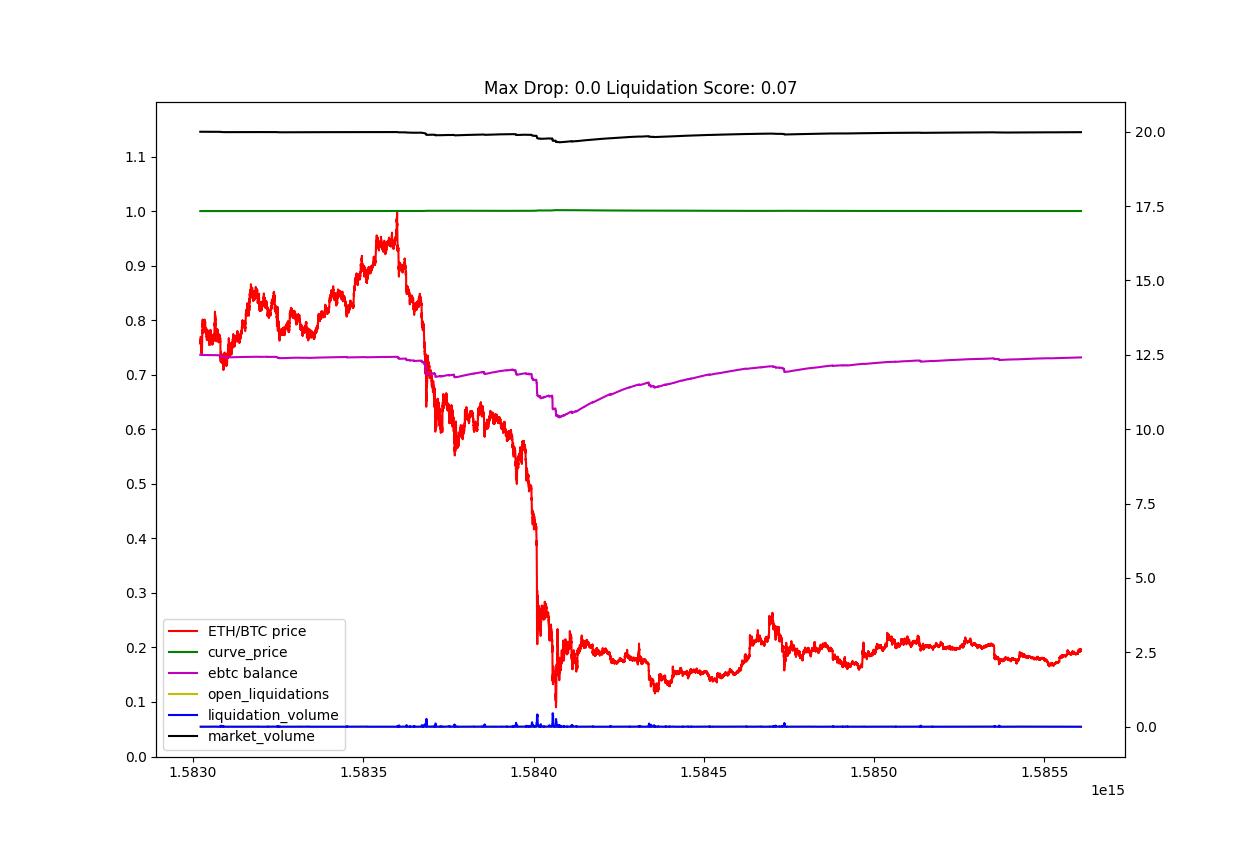 Max Drop: 0.0 Liquidation Score: 0.07
1.1
1.0
0.9
0.8
0.7
0.6
0.5
0.4
0.3
0.2
0.1
0.0
20.0
17.5
15.0
12.5
10.0
7.5
5.0
2.5
0.0
ETH/BTC price
curve_price
ebtc balance
open_liquidations
liquidation_volume
market_volume
1.5830 1.5835 1.5840 1.5845 1.5850 1.5855
1e15